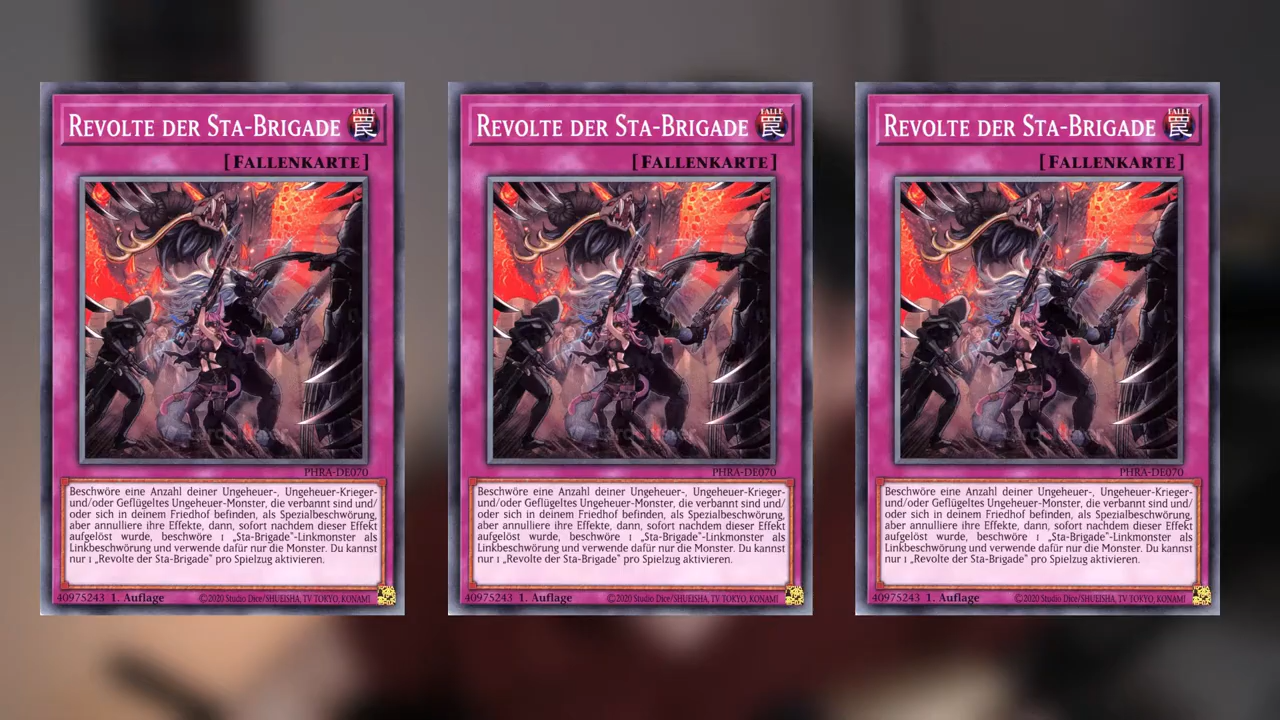 REVOLTE DER STA-BRIGADE
FALLE
罠
[FALLENKARTE]
PHRA-DE070
Beschwöre eine Anzahl deiner Ungeheuer-, Ungeheuer-Krieger-
und/oder Geflügeltes Ungeheuer-Monster, die verbannt sind und/
oder sich in deinem Friedhof befinden, als Spezialbeschwörung,
aber annulliere ihre Effekte, dann, sofort nachdem dieser Effekt
aufgelöst wurde, beschwöre 1 „Sta-Brigade"-Linkmonster als
Linkbeschwörung und verwende dafür nur die Monster. Du kannst
nur 1 „Revolte der Sta-Brigade" pro Spielzug aktivieren.
40975243 1. Auflage ©2020 Studio Dice/SHUEISHA, TV TOKYO, KONAMI
REVOLTE DER STA-BRIGADE
FALLE
罠
[FALLENKARTE]
PHRA-DE070
Beschwöre eine Anzahl deiner Ungeheuer-, Ungeheuer-Krieger-
und/oder Geflügeltes Ungeheuer-Monster, die verbannt sind und/
oder sich in deinem Friedhof befinden, als Spezialbeschwörung,
aber annulliere ihre Effekte, dann, sofort nachdem dieser Effekt
aufgelöst wurde, beschwöre 1 „Sta-Brigade"-Linkmonster als
Linkbeschwörung und verwende dafür nur die Monster. Du kannst
nur 1 „Revolte der Sta-Brigade" pro Spielzug aktivieren.
40975243 1. Auflage ©2020 Studio Dice/SHUEISHA, TV TOKYO, KONAMI
REVOLTE DER STA-BRIGADE
FALLE
罠
[FALLENKARTE]
PHRA-DE070
Beschwöre eine Anzahl deiner Ungeheuer-, Ungeheuer-Krieger-
und/oder Geflügeltes Ungeheuer-Monster, die verbannt sind und/
oder sich in deinem Friedhof befinden, als Spezialbeschwörung,
aber annulliere ihre Effekte, dann, sofort nachdem dieser Effekt
aufgelöst wurde, beschwöre 1 „Sta-Brigade"-Linkmonster als
Linkbeschwörung und verwende dafür nur die Monster. Du kannst
nur 1 „Revolte der Sta-Brigade" pro Spielzug aktivieren.
40975243 1. Auflage ©2020 Studio Dice/SHUEISHA, TV TOKYO, KONAMI